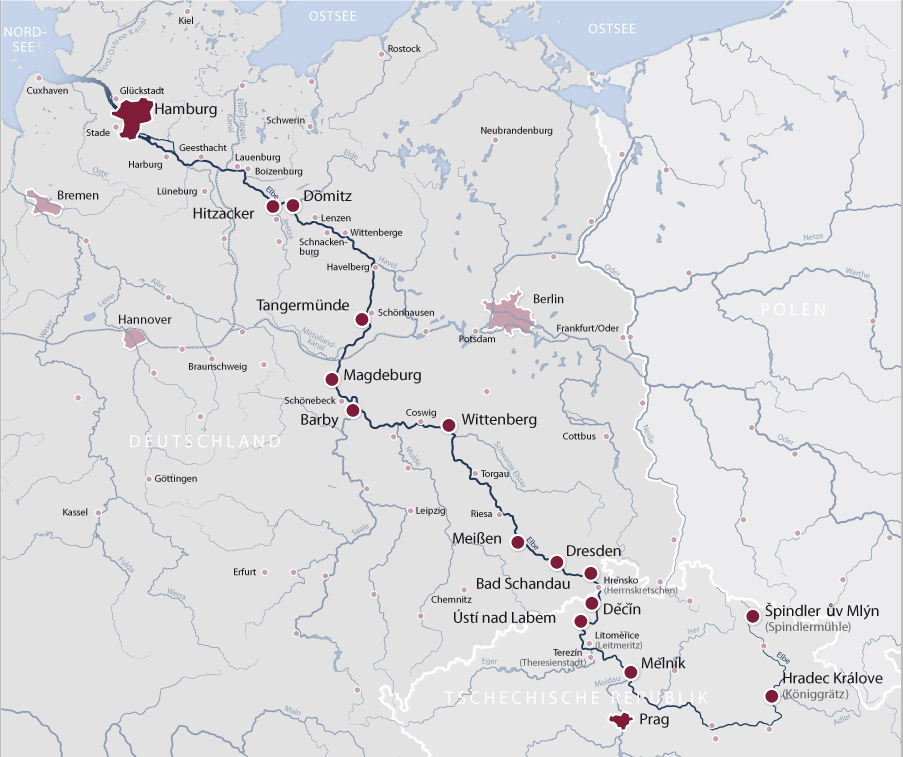 OSTSEE
Kiel
NORD-
SEE
OSTSEE
Nord-Ostsee-Kanal
Rostock
Cuxhaven
Glückstadt
Hamburg
Elbe-Lübeck
Kanal
Schwerin
Stade
Neubrandenburg
Geesthacht
Harburg
Lauenburg
Elde
Boizenburg
Oste
Bremen
Lüneburg
Elbe
Dömitz
Hitzacker
Lenzen
Jeetze
Wittenberge
Netze
Schnacken-
burg
Havelberg
Havel
Oder
Warthe
Aller
Leine
Tangermünde
Schönhausen
Berlin
POLEN
Hannover
Weser
Mittelland-
kanal
Potsdam
Frankfurt/Oder
Braunschweig
Magdeburg
Schönebeck
Barby
Coswig
Wittenberg
DEUTSCHLAND
Cottbus
Neiße
Oder
Mulde
Schwarze Elster
Torgau
Göttingen
Kassel
Leipzig
Riesa
Saale
Meißen
Elbe
Dresden
Fulda
Erfurt
Bad Schandau
Hrensko
(Herrnskretschen)
Werra
Chemnitz
Děčín
Špindler ův Mlýn
(Spindlermühle)
Ústí nad Labem
Iser
Litoměřice
(Leitmeritz)
Terezín
(Theresienstadt)
Eger
Mělník
Elbe
Hradec Králove
(Königgrätz)
Moldau
TSCHECHISCHE REPUBLIK
Main
Prag
Adler